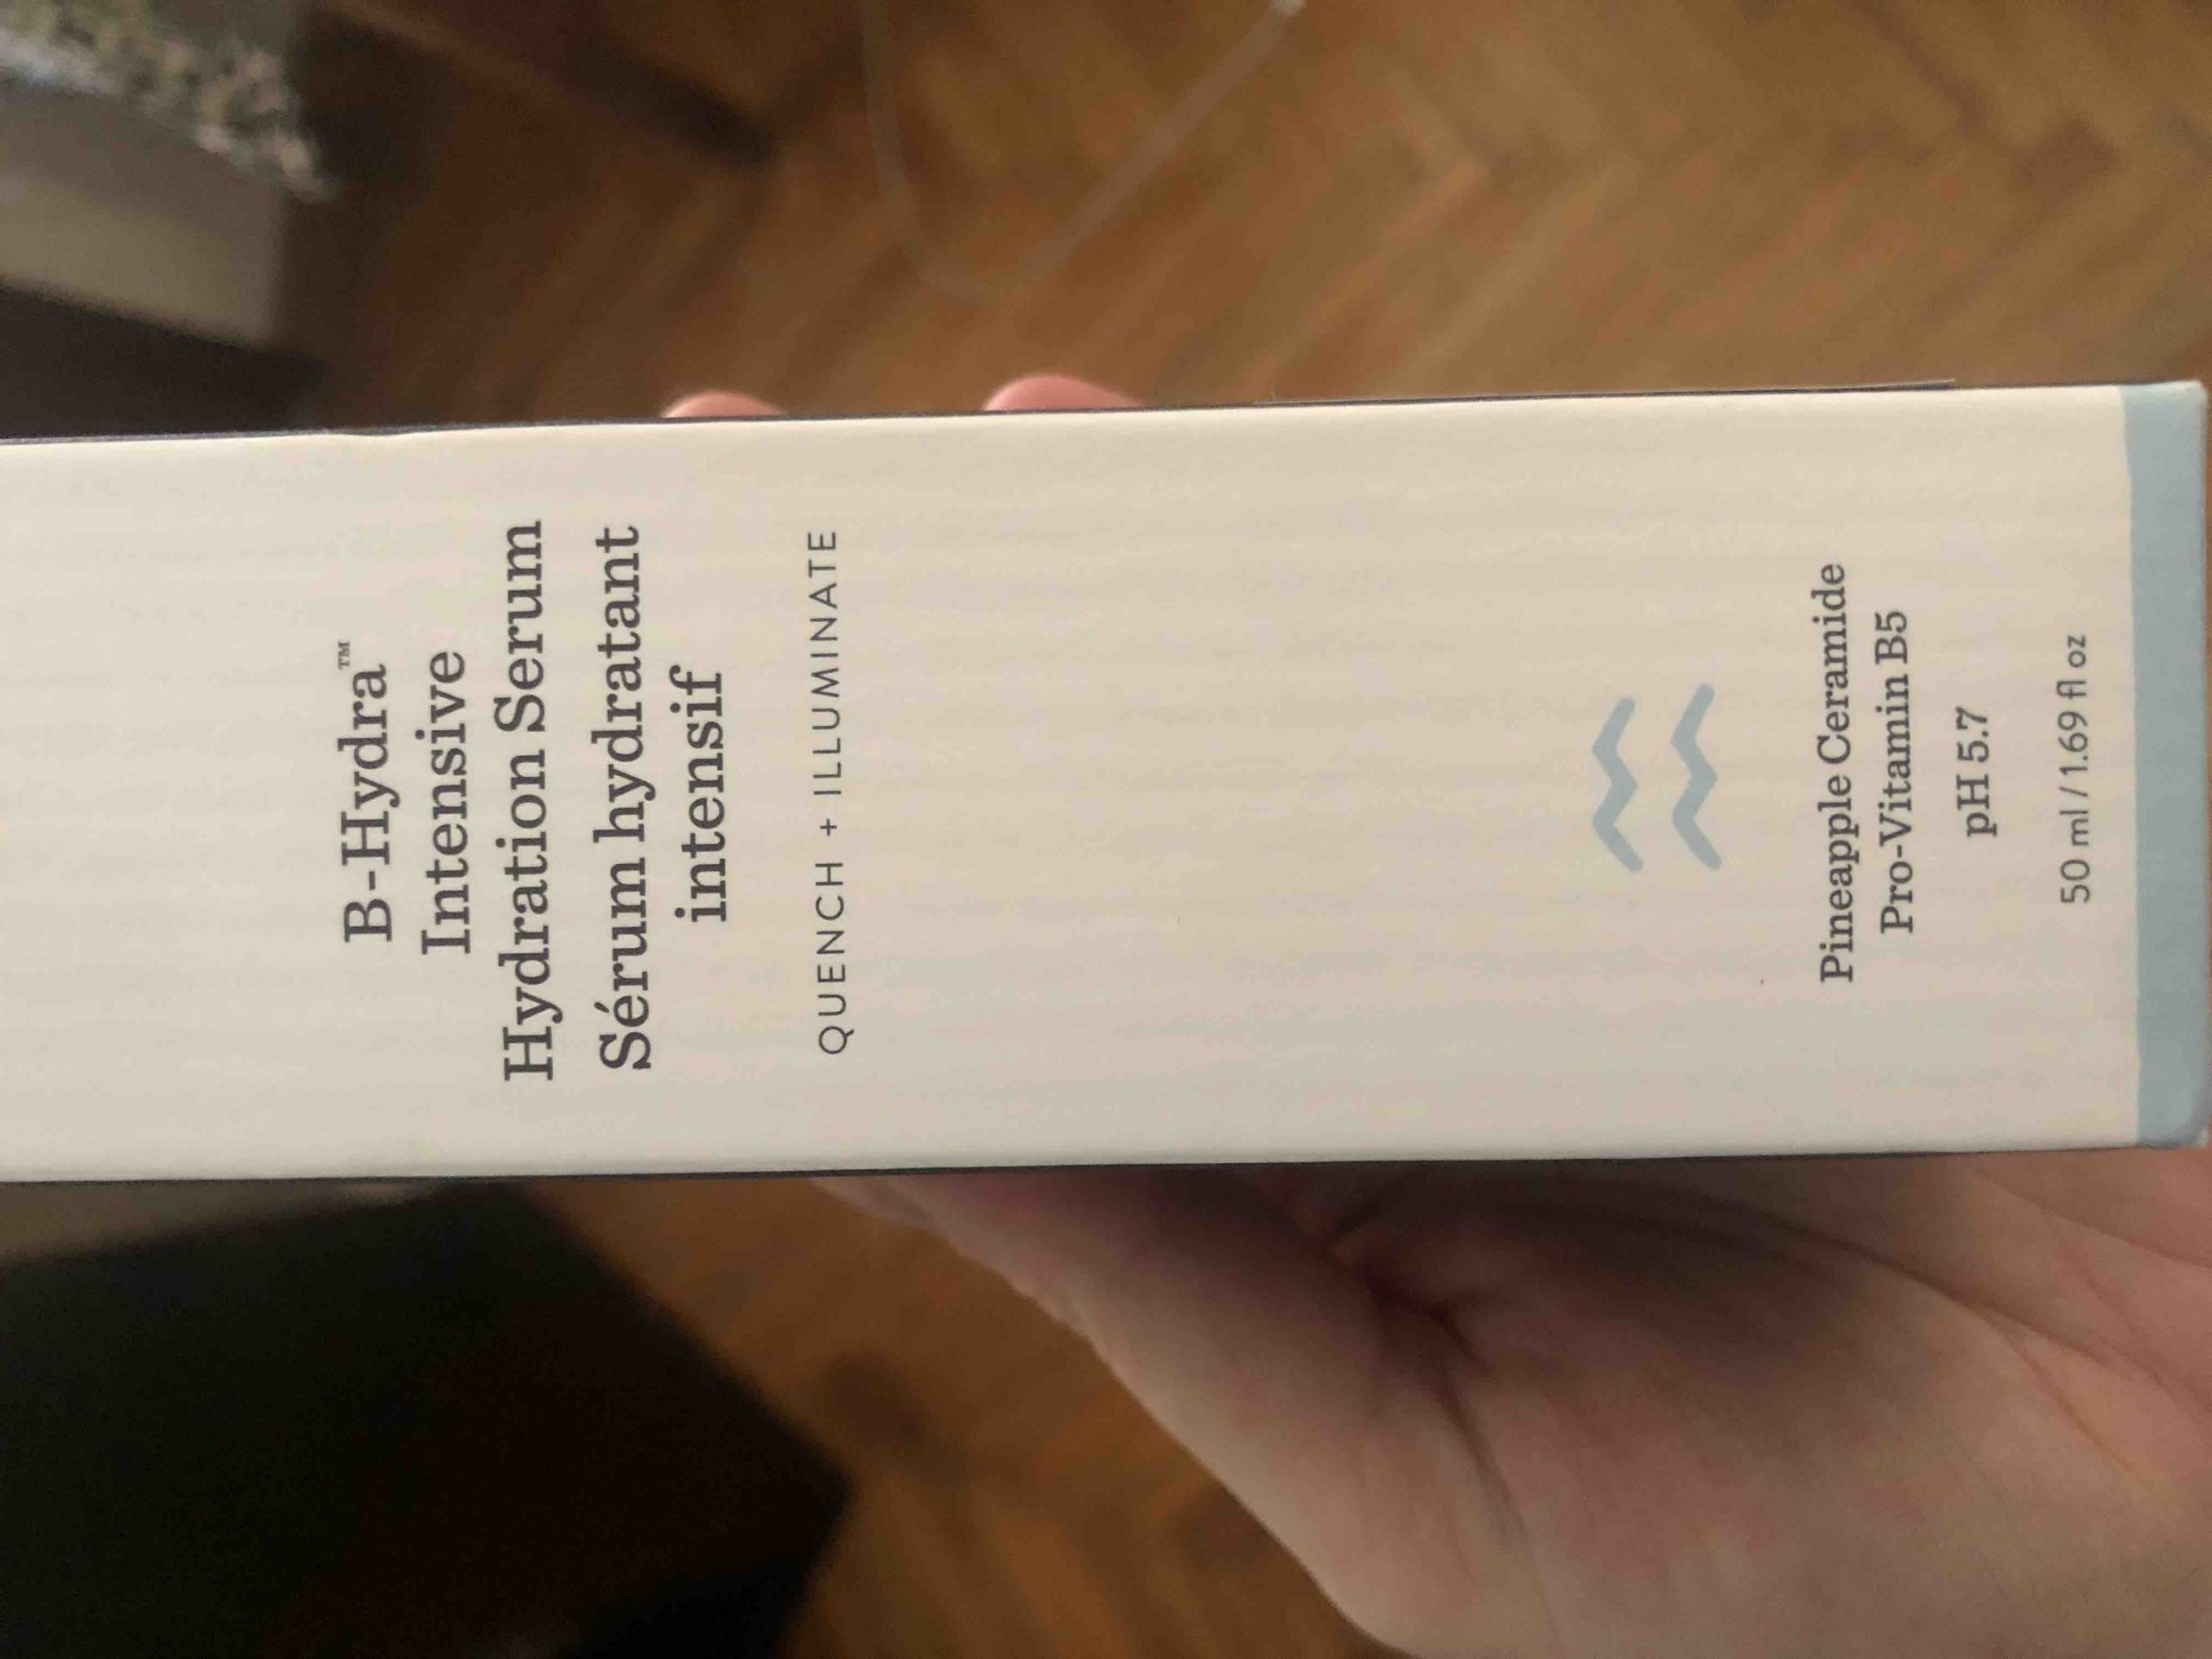 B-Hydra™
Intensive
Hydration Serum
Sérum hydratant
intensif
QUENCH + ILLUMINATE
Pineapple Ceramide
Pro-Vitamin B5
pH 5.7
50 ml / 1.69 fl oz